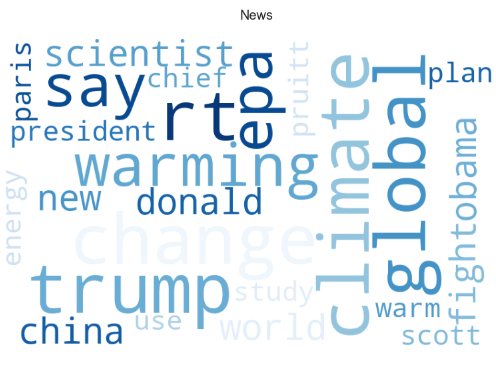 News
paris
scientist
say
chief
rt
epa
pruitt
climate
global
plan
president
warming
new
donald
energy
change
fightobama
trump
study
warm
china
use
world
scott